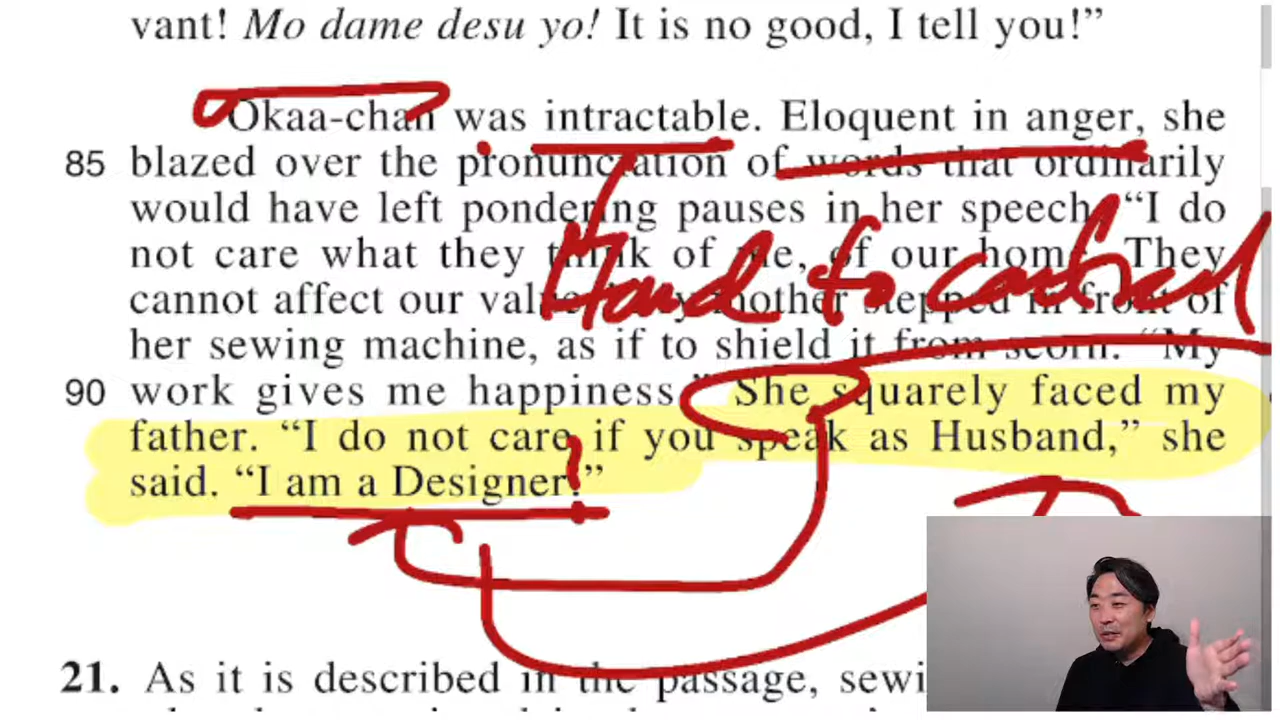 vant! Mo dame desu yo! It is no good, I tell you!”
Okaa-chan was intractable. Eloquent in anger, she
85 blazed over the pronunciation of words that ordinarily
would have left pondering pauses in her speech. “I do
not care what they think of me, of our home. They
cannot affect our value.” My mother stepped in front of
Hard to control
her sewing machine, as if to shield it from scorn. “My
90 work gives me happiness.” She squarely faced my
father. “I do not care if you speak as Husband,” she
said. “I am a Designer!”
21. As it is described in the passage, sewi